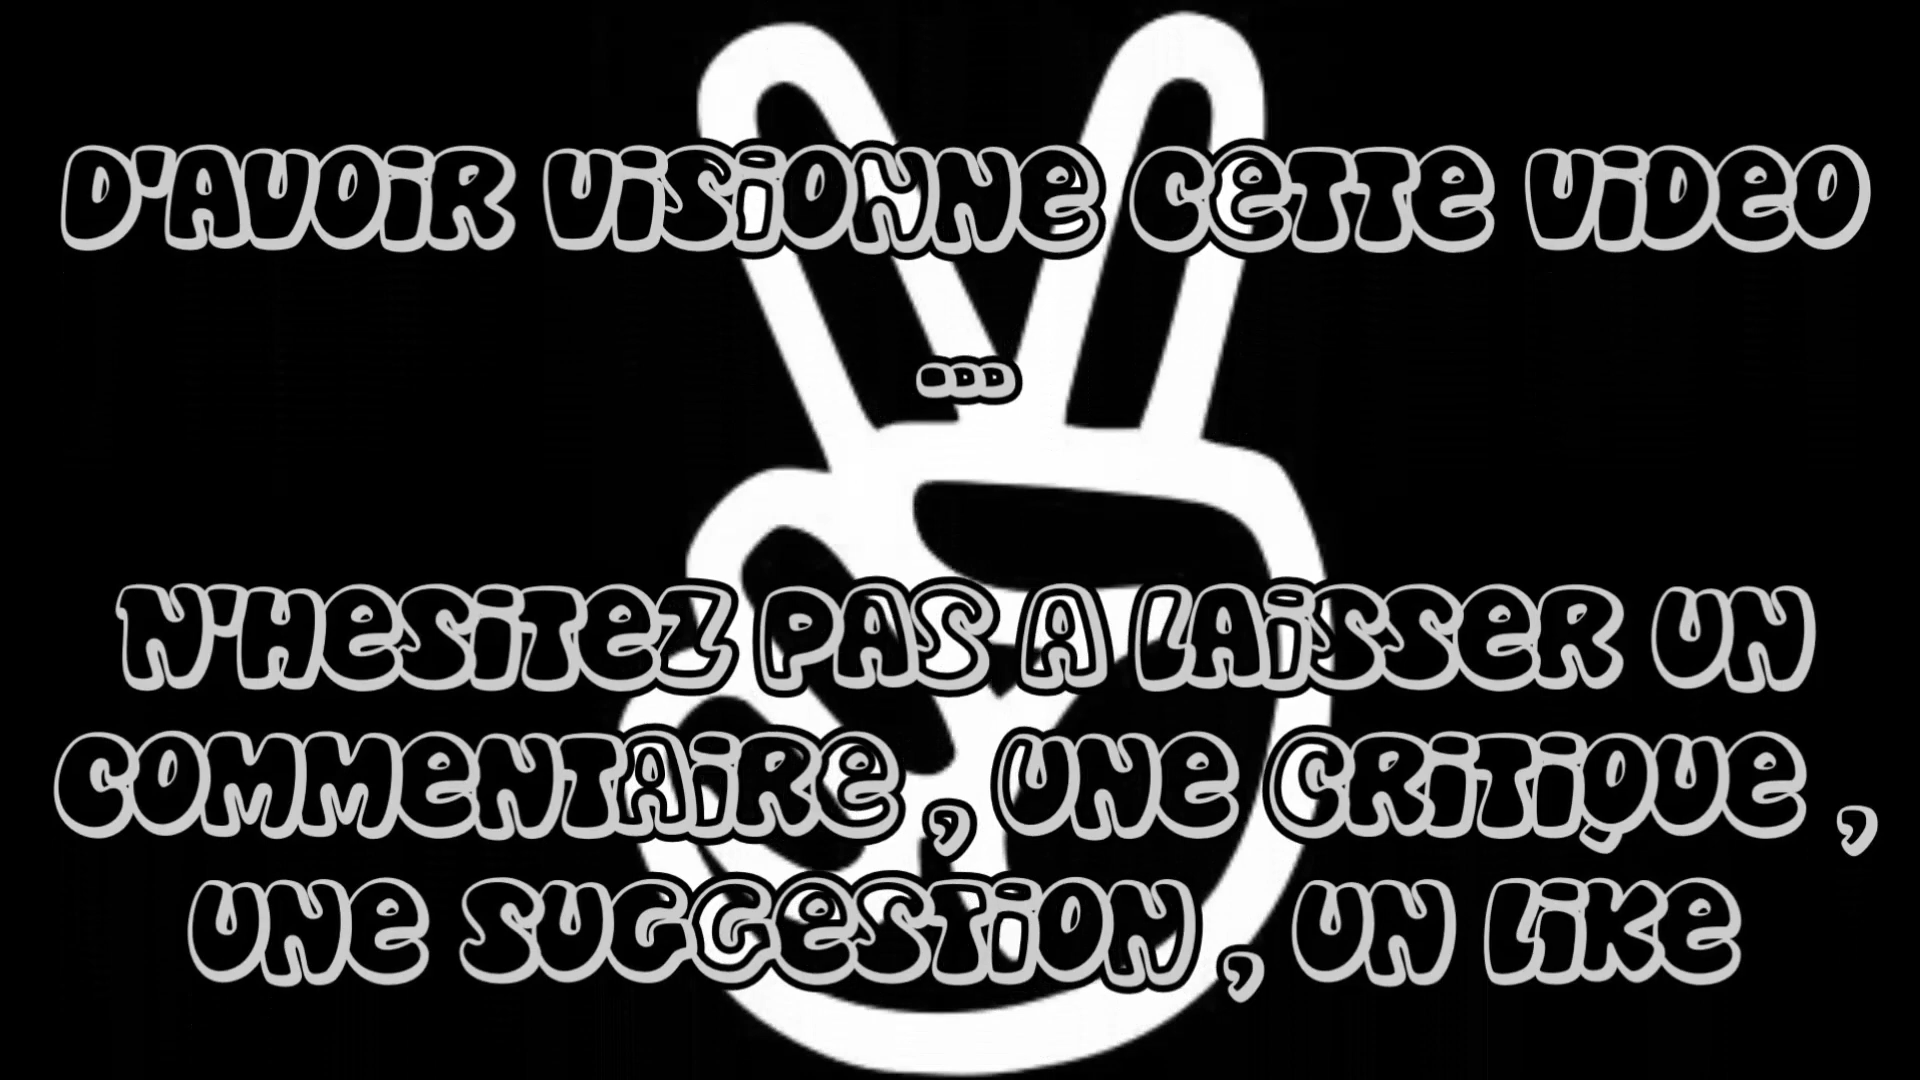 D'AVOIR VISIONNE CETTE VIDEO
...
N'HESITEZ PAS A LAISSER UN
COMMENTAIRE , UNE CRITIQUE ,
UNE SUGGESTION , UN LIKE